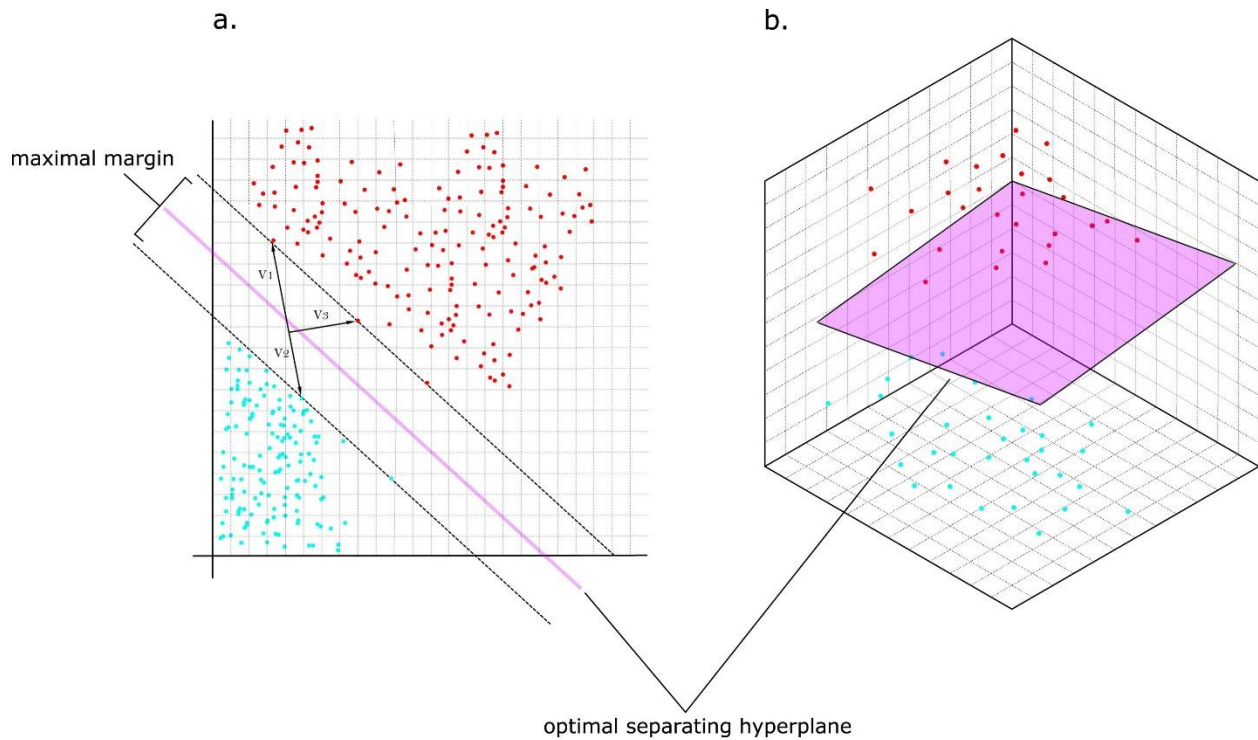 a.
b.
maximal margin
V1
V3
V2
optimal separating hyperplane